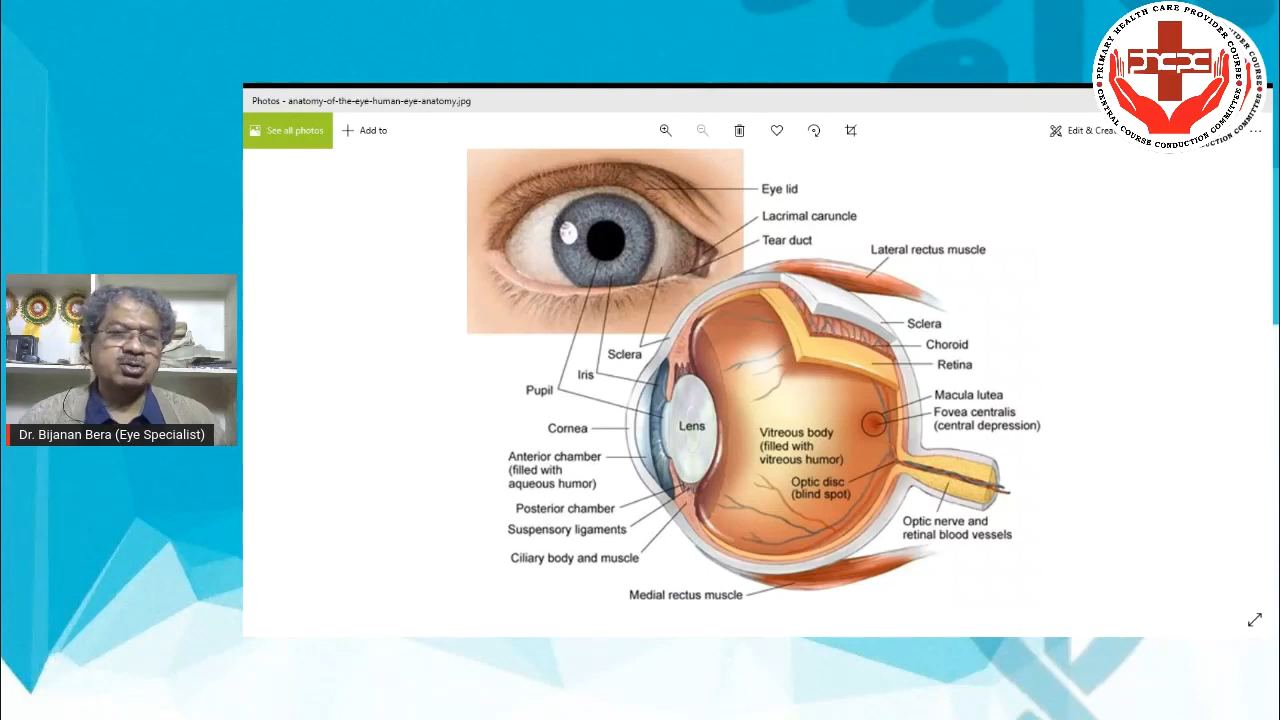 PRIMARY HEALTH CARE PROVIDER COURSE
CENTRAL COURSE CONDUCTION COMMITTEE
Photos - anatomy-of-the-eye-human-eye-anatomy.jpg
See all photos
Add to
Edit &
Eye lid
Lacrimal caruncle
Tear duct
Lateral rectus muscle
Sclera
Choroid
Retina
Sclera
Iris
Pupil
Macula lutea
Fovea centralis
(central depression)
Cornea
Lens
Vitreous body
(filled with
vitreous humor)
Anterior chamber
(filled with
aqueous humor)
Optic disc
(blind spot)
Posterior chamber
Suspensory ligaments
Optic nerve and
retinal blood vessels
Ciliary body and muscle
Medial rectus muscle
Dr. Bijanan Bera (Eye Specialist)